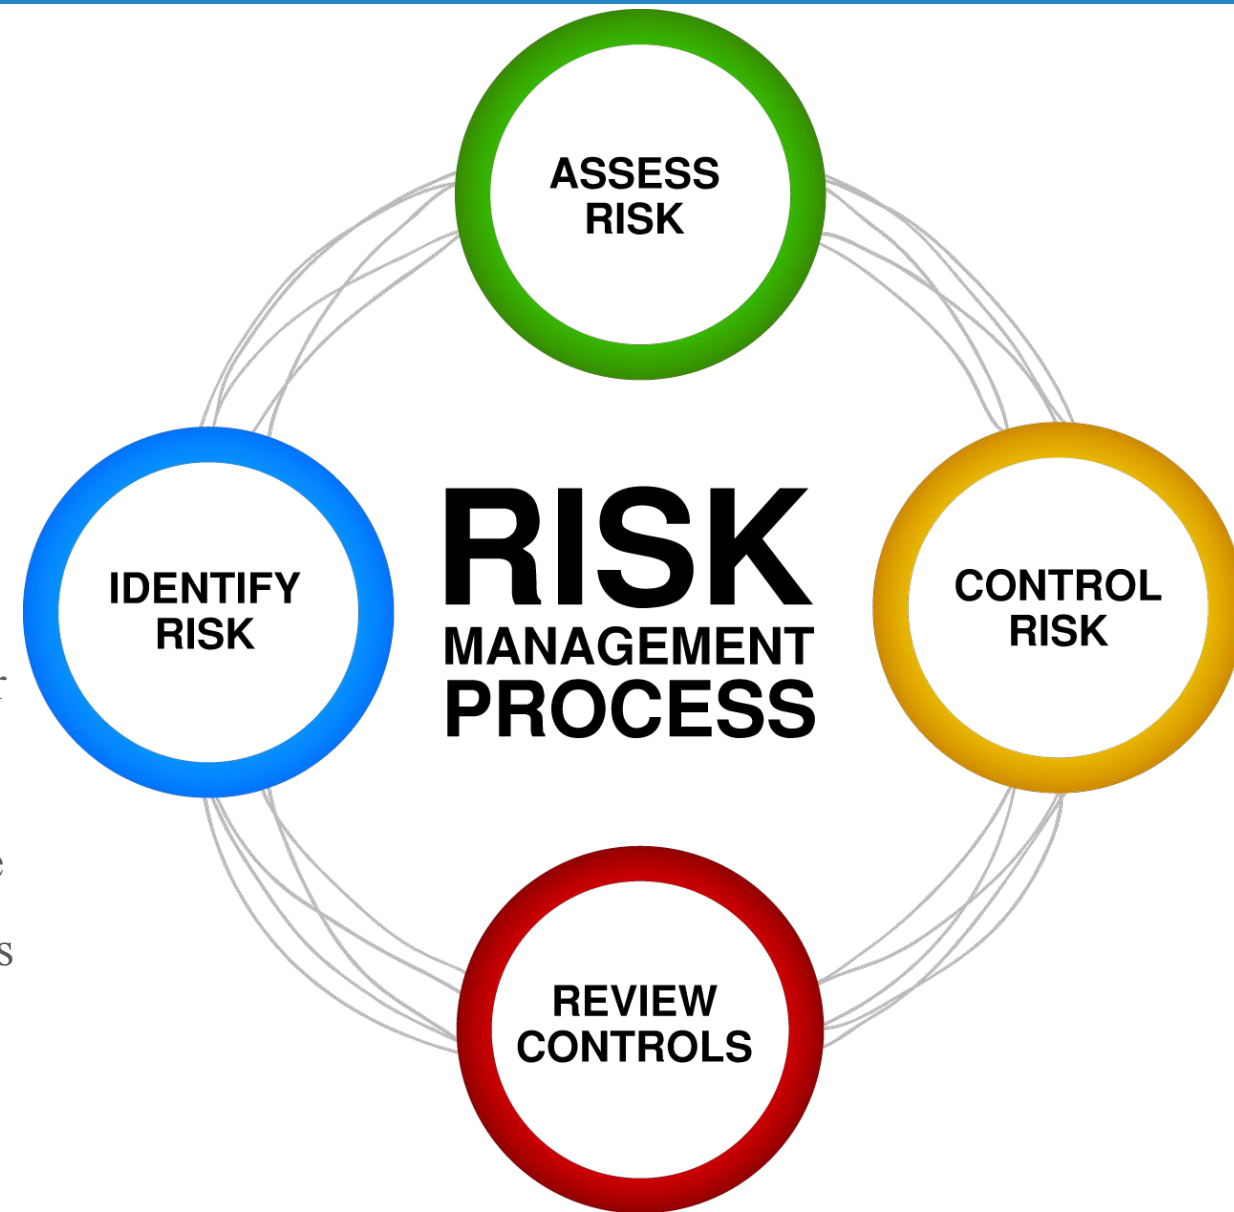 ASSESS
RISK
IDENTIFY
RISK
RISK
MANAGEMENT
PROCESS
CONTROL
RISK
r
e
s
REVIEW
CONTROLS